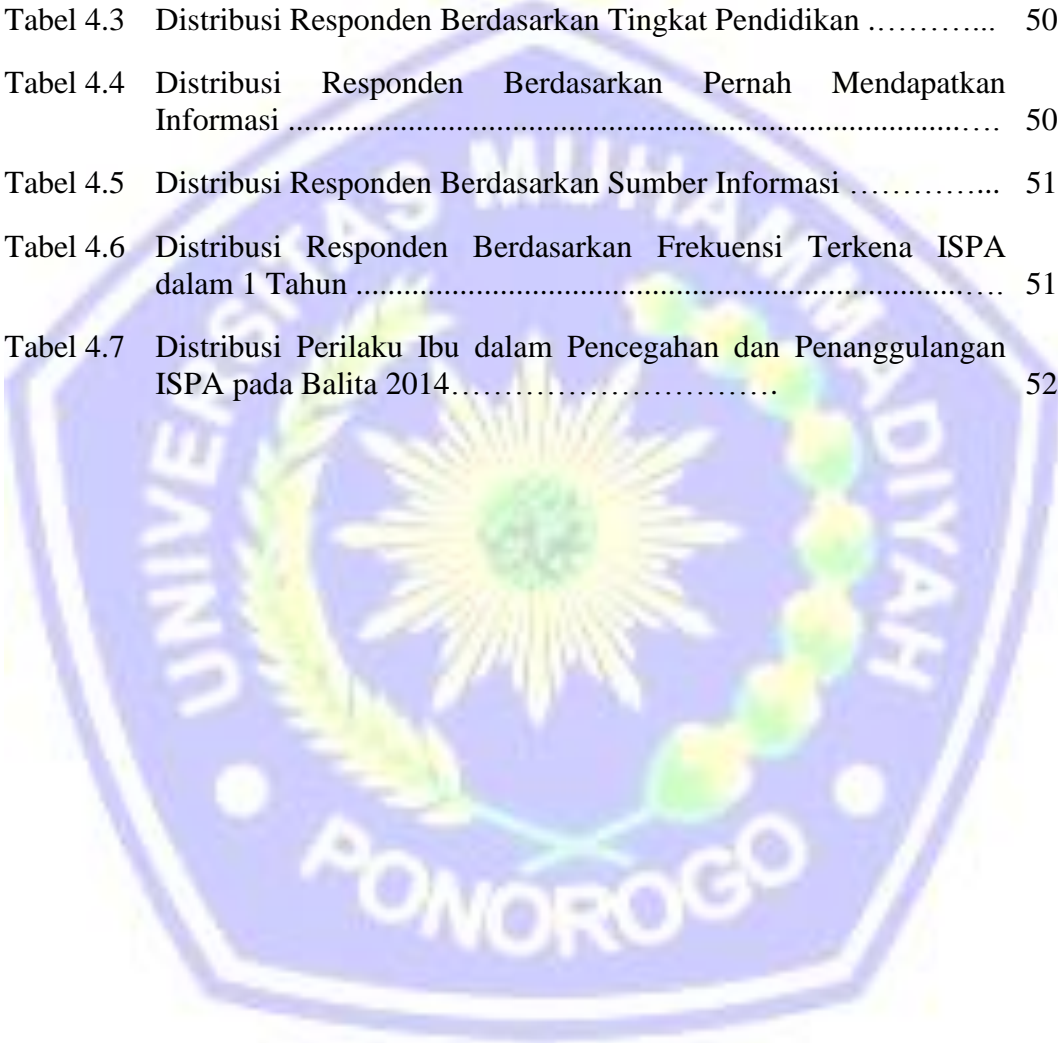 Tabel 4.3 Distribusi Responden Berdasarkan Tingkat Pendidikan ………... 50
Tabel 4.4 Distribusi Responden Berdasarkan Pernah Mendapatkan
Informasi ....................................................................................…. 50
Tabel 4.5 Distribusi Responden Berdasarkan Sumber Informasi …………... 51
Tabel 4.6 Distribusi Responden Berdasarkan Frekuensi Terkena ISPA
dalam 1 Tahun ............................................................................…. 51
Tabel 4.7 Distribusi Perilaku Ibu dalam Pencegahan dan Penanggulangan
ISPA pada Balita 2014…………………………. 52
UNIVERSITAS MUHAMMADIYAH
PONOROGO